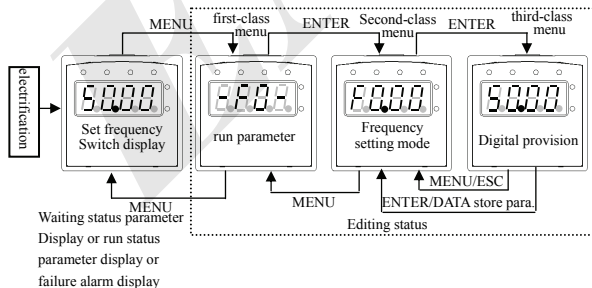 MENU
first-class
menu
ENTER
Second-class
menu
ENTER
third-class
menu
electrification
50.00
-F0-
F0.00
50.00
Set frequency
Switch display
run parameter
Frequency
setting mode
Digital provision
MENU
MENU
MENU/ESC
ENTER/DATA store para.
Editing status
Waiting status parameter
Display or run status
parameter display or
failure alarm display